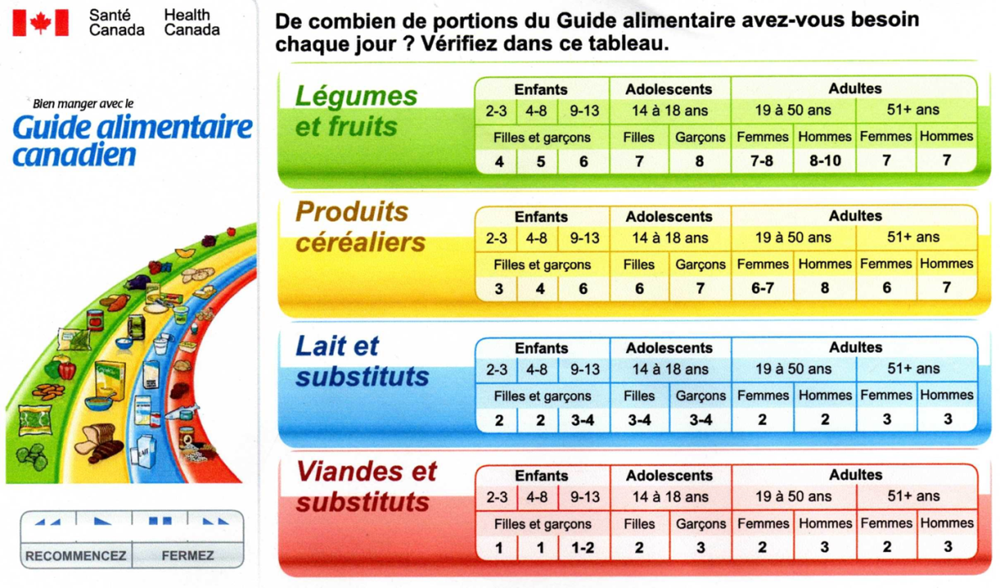 Santé Health
Canada Canada
Bien manger avec le
Guide alimentaire
canadien
LAIT
RECOMMENCEZ FERMEZ
De combien de portions du Guide alimentaire avez-vous besoin
chaque jour ? Vérifiez dans ce tableau.
Légumes
et fruits
Enfants Adolescents Adultes
2-3 4-8 9-13 14 à 18 ans 19 à 50 ans 51+ ans
Filles et garçons Filles Garçons Femmes Hommes Femmes Hommes
4 5 6 7 8 7-8 8-10 7 7
Produits
céréaliers
Enfants Adolescents Adultes
2-3 4-8 9-13 14 à 18 ans 19 à 50 ans 51+ ans
Filles et garçons Filles Garçons Femmes Hommes Femmes Hommes
3 4 6 6 7 6-7 8 6 7
Lait et
substituts
Enfants Adolescents Adultes
2-3 4-8 9-13 14 à 18 ans 19 à 50 ans 51+ ans
Filles et garçons Filles Garçons Femmes Hommes Femmes Hommes
2 2 3-4 3-4 3-4 2 2 3 3
Viandes et
substituts
Enfants Adolescents Adultes
2-3 4-8 9-13 14 à 18 ans 19 à 50 ans 51+ ans
Filles et garçons Filles Garçons Femmes Hommes Femmes Hommes
1 1 1-2 2 3 2 3 2 3